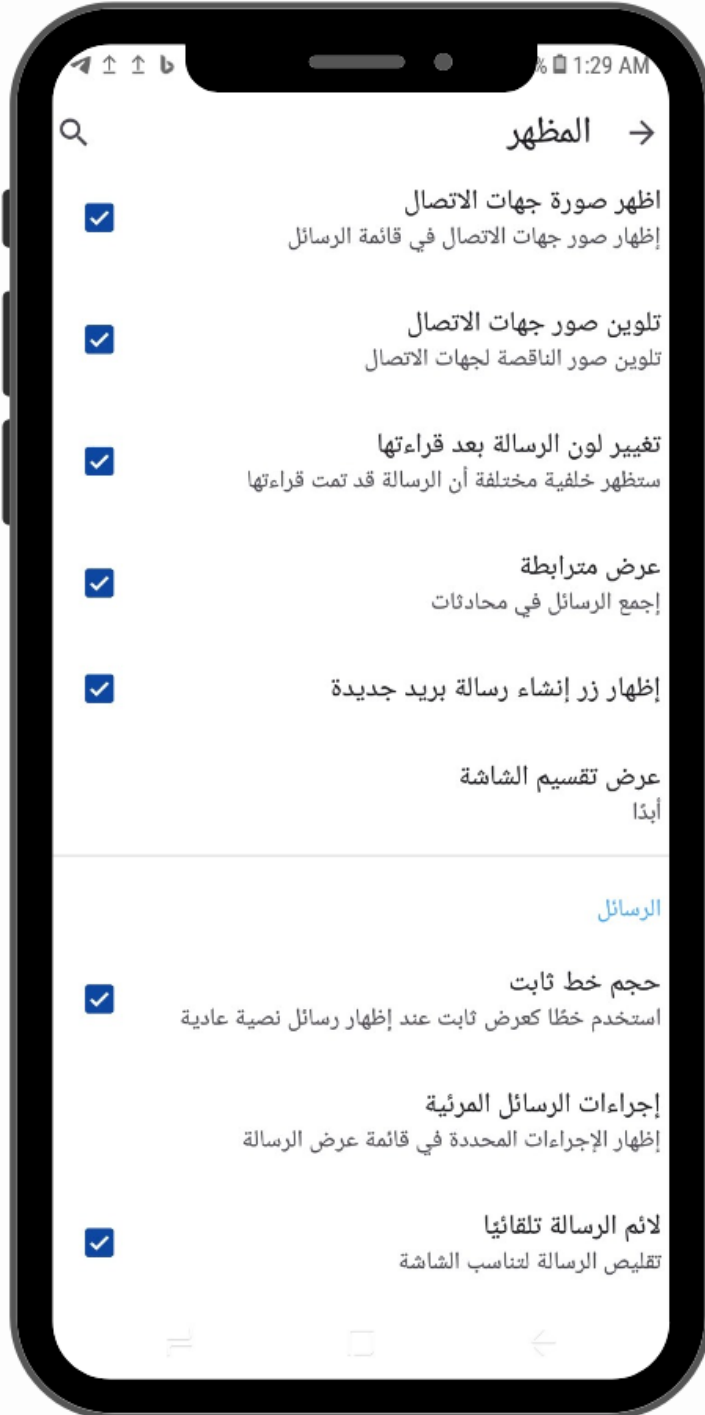 % 1:29 AM
المظهر
اظهر صورة جهات الاتصال
إظهار صور جهات الاتصال في قائمة الرسائل
تلوين صور جهات الاتصال
تلوين صور الناقصة لجهات الاتصال
تغيير لون الرسالة بعد قراءتها
ستظهر خلفية مختلفة أن الرسالة قد تمت قراءتها
عرض مترابطة
إجمع الرسائل في محادثات
إظهار زر إنشاء رسالة بريد جديدة
عرض تقسيم الشاشة
أبدًا
الرسائل
حجم خط ثابت
استخدم خطًا كعرض ثابت عند إظهار رسائل نصية عادية
إجراءات الرسائل المرئية
إظهار الإجراءات المحددة في قائمة عرض الرسالة
لائم الرسالة تلقائيًا
تقليص الرسالة لتناسب الشاشة